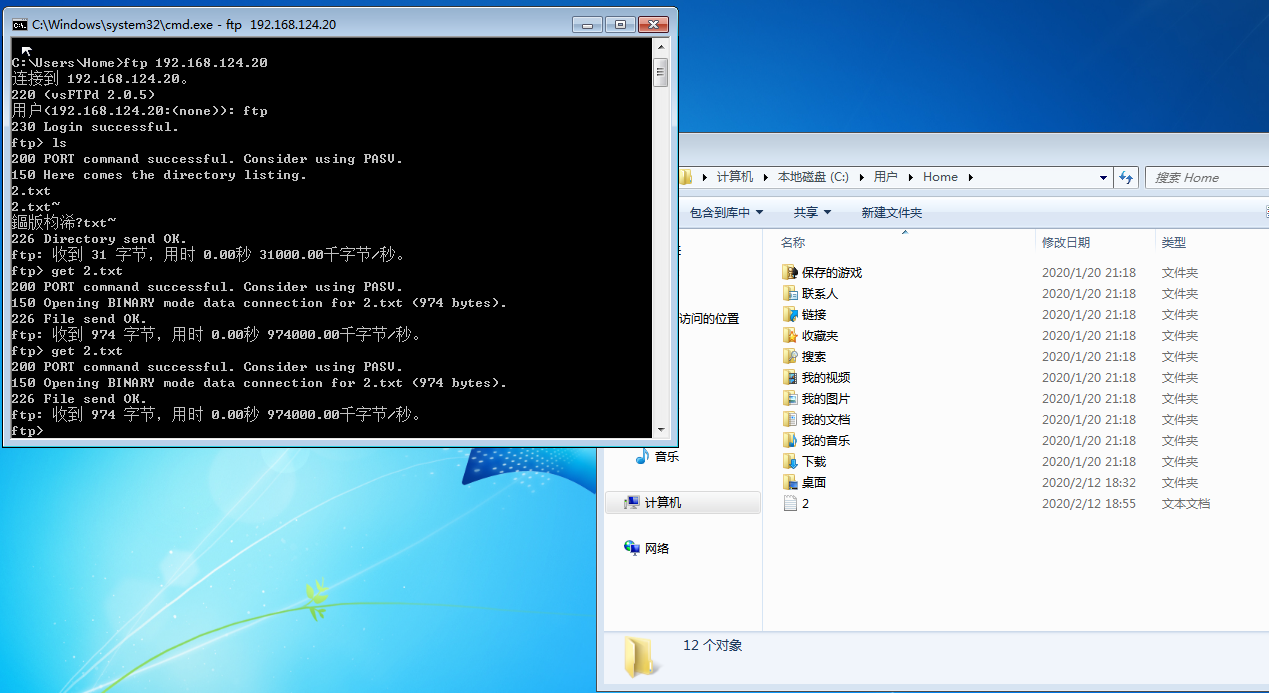 C:\Windows\system32\cmd.exe - ftp 192.168.124.20
C:\Users\Home>ftp 192.168.124.20
连接到 192.168.124.20。
220 (vsFTPd 2.0.5)
用户(192.168.124.20:(none)): ftp
230 Login successful.
ftp> ls
200 PORT command successful. Consider using PASV.
150 Here comes the directory listing.
2.txt
2.txt~
鏂版枃浠?txt~
226 Directory send OK.
ftp: 收到 31 字节，用时 0.00秒 31000.00千字节/秒。
ftp> get 2.txt
200 PORT command successful. Consider using PASV.
150 Opening BINARY mode data connection for 2.txt (974 bytes).
226 File send OK.
ftp: 收到 974 字节，用时 0.00秒 974000.00千字节/秒。
ftp> get 2.txt
200 PORT command successful. Consider using PASV.
150 Opening BINARY mode data connection for 2.txt (974 bytes).
226 File send OK.
ftp: 收到 974 字节，用时 0.00秒 974000.00千字节/秒。
ftp>
计算机 本地磁盘 (C:) 用户 Home 搜索 Home
包含到库中 共享 新建文件夹
名称 修改日期 类型
保存的游戏 2020/1/20 21:18 文件夹
联系人 2020/1/20 21:18 文件夹
链接 2020/1/20 21:18 文件夹
收藏夹 2020/1/20 21:18 文件夹
搜索 2020/1/20 21:18 文件夹
我的视频 2020/1/20 21:18 文件夹
我的图片 2020/1/20 21:18 文件夹
我的文档 2020/1/20 21:18 文件夹
我的音乐 2020/1/20 21:18 文件夹
下载 2020/1/20 21:18 文件夹
桌面 2020/2/12 18:32 文件夹
2 2020/2/12 18:55 文本文档
访问的位置
音乐
计算机
网络
12 个对象